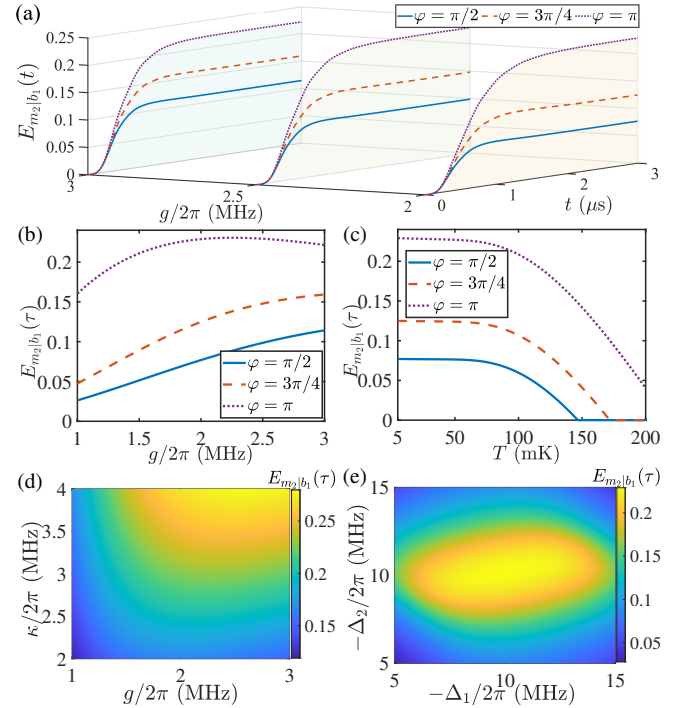 (a)
φ = π/2 φ = 3π/4 φ = π
E_{m_2|b_1}(t)
0.25
0.2
0.15
0.1
0.05
0
3 2.5 2
g/2π (MHz)
0 1 2 3
t (μs)
(b)
E_{m_2|b_1}(τ)
0.2
0.15
0.1
0.05
0
φ = π/2
φ = 3π/4
φ = π
1 1.5 2 2.5 3
g/2π (MHz)
(c)
E_{m_2|b_1}(τ)
0.2
0.15
0.1
0.05
0
φ = π/2
φ = 3π/4
φ = π
5 50 100 150 200
T (mK)
(d)
E_{m_2|b_1}(τ)
κ/2π (MHz)
4
3.5
3
2.5
2
1 2 3
g/2π (MHz)
0.25
0.2
0.15
(e)
E_{m_2|b_1}(τ)
−Δ_2/2π (MHz)
15
10
5
5 10 15
−Δ_1/2π (MHz)
0.2
0.15
0.1
0.05